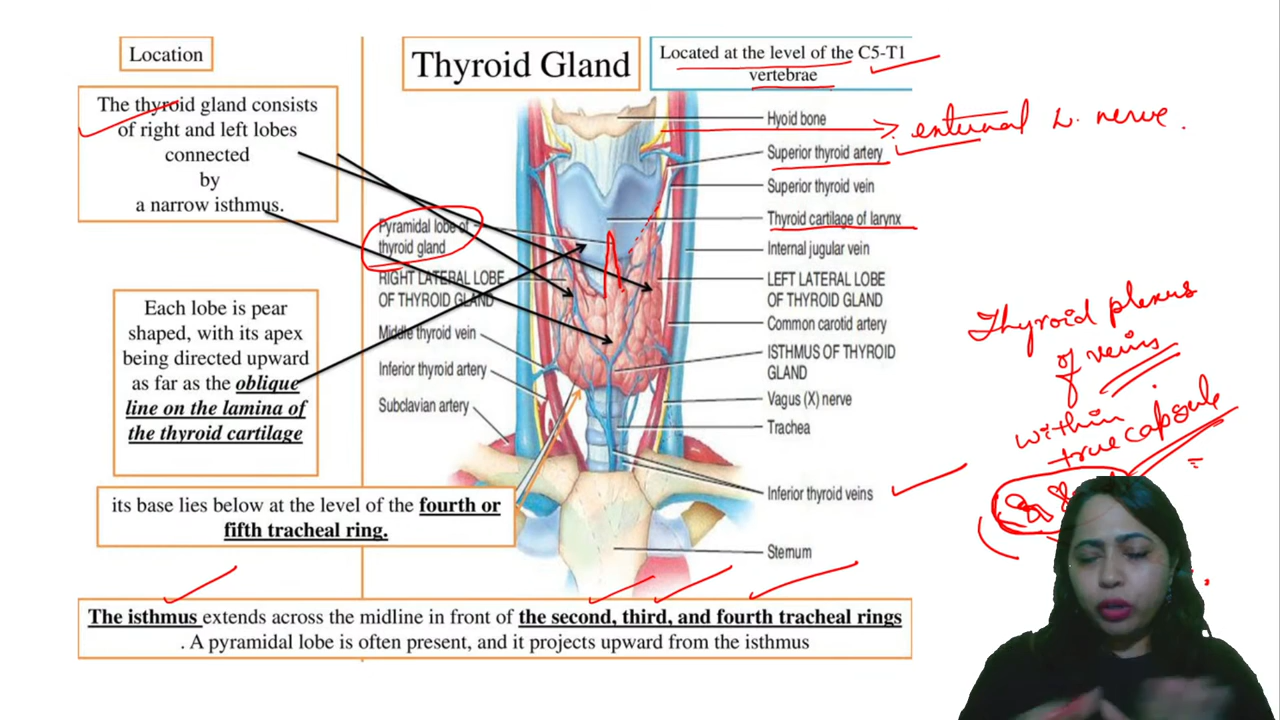 Location
Thyroid Gland
Located at the level of the C5-T1
vertebrae
The thyroid gland consists
of right and left lobes
connected
by
a narrow isthmus.
Each lobe is pear
shaped, with its apex
being directed upward
as far as the oblique
line on the lamina of
the thyroid cartilage
its base lies below at the level of the fourth or
fifth tracheal ring.
Pyramidal lobe of
thyroid gland
RIGHT LATERAL LOBE
OF THYROID GLAND
Middle thyroid vein
Inferior thyroid artery
Subclavian artery
Hyoid bone
Superior thyroid artery
Superior thyroid vein
Thyroid cartilage of larynx
Internal jugular vein
LEFT LATERAL LOBE
OF THYROID GLAND
Common carotid artery
ISTHMUS OF THYROID
GLAND
Vagus (X) nerve
Trachea
Inferior thyroid veins
Sternum
L. nerve.
Thyroid plexus
of veins
within
true capsule
The isthmus extends across the midline in front of the second, third, and fourth tracheal rings
. A pyramidal lobe is often present, and it projects upward from the isthmus